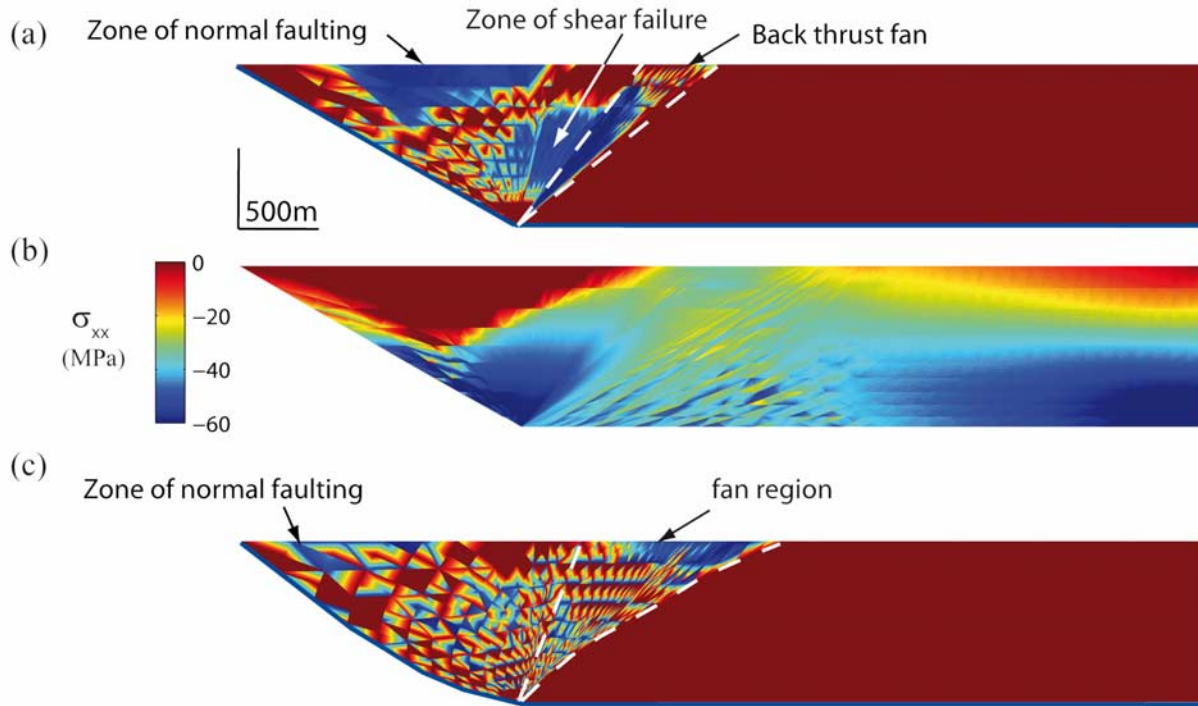 (a)
Zone of normal faulting
Zone of shear failure
Back thrust fan
500m
(b)
σxx
(MPa)
0
−20
−40
−60
(c)
Zone of normal faulting
fan region